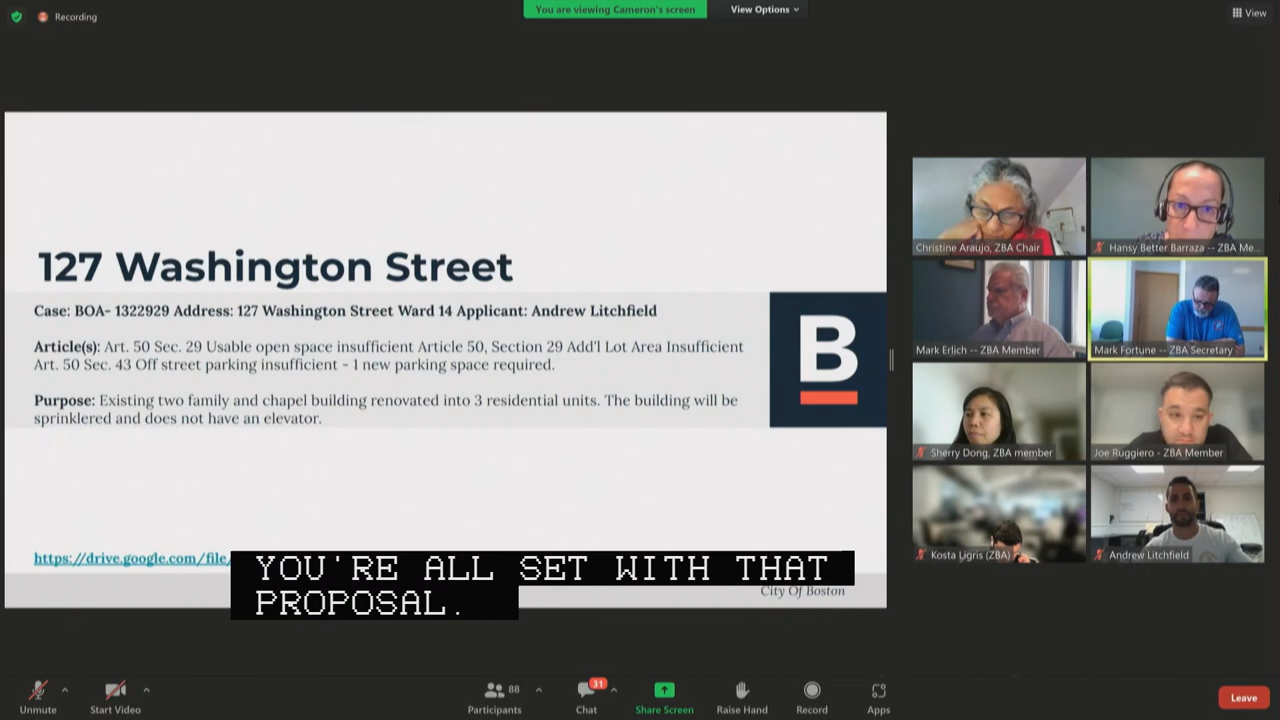 Recording
You are viewing Cameron's screen
View Options
View
127 Washington Street
Case: BOA- 1322929 Address: 127 Washington Street Ward 14 Applicant: Andrew Litchfield
Article(s): Art. 50 Sec. 29 Usable open space insufficient Article 50, Section 29 Add'l Lot Area Insufficient
Art. 50 Sec. 43 Off street parking insufficient - 1 new parking space required.
Purpose: Existing two family and chapel building renovated into 3 residential units. The building will be
sprinklered and does not have an elevator.
B
https://drive.google.com/file/
City Of Boston
YOU'RE ALL SET WITH THAT
PROPOSAL.
Christine Araujo, ZBA Chair
Hansy Better Barraza -- ZBA Me...
Mark Erlich -- ZBA Member
Mark Fortune -- ZBA Secretary
Sherry Dong, ZBA member
Joe Ruggiero - ZBA Member
Kosta Ligris (ZBA)
Andrew Litchfield
Unmute
Start Video
88
Participants
31
Chat
Share Screen
Raise Hand
Record
Apps
Leave